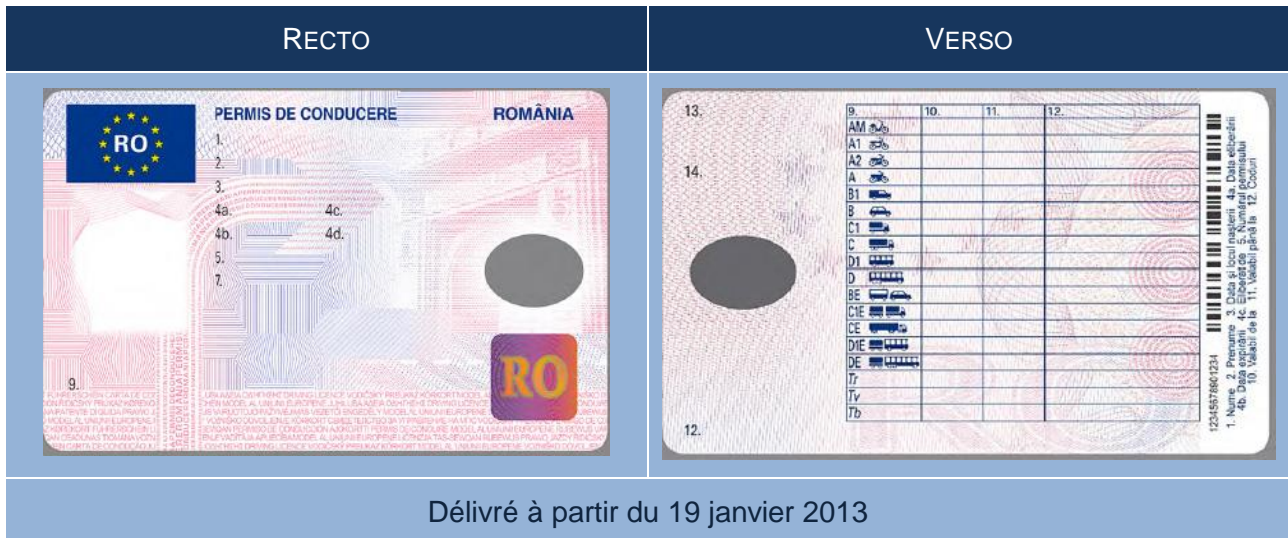 RECTO
VERSO
RO
PERMIS DE CONDUCERE
ROMÂNIA
1.
2.
3.
4a.
4c.
4b.
4d.
5.
7.
9.
RO
13.
14.
12.
9.
10.
11.
12.
AM
A1
A2
A
B1
B
C1
C
D1
D
BE
C1E
CE
D1E
DE
Tr
Tv
Tb
12345678901234
1. Nume 2. Prenume 3. Data și locul nașterii 4a. Data eliberării
4b. Data expirării 4c. Eliberat de 5. Numărul permisului
10. Valabil de la 11. Valabil până la 12. Coduri
Délivré à partir du 19 janvier 2013